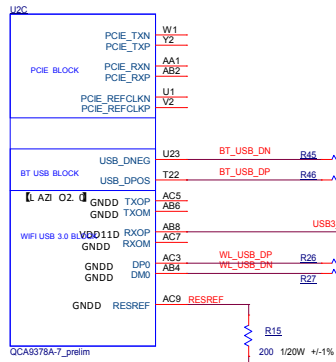 U2C
PCIE_TXN W1
PCIE_TXP Y2
PCIE BLOCK
PCIE_RXN AA1
PCIE_RXP AB2
PCIE_REFCLKN U1
PCIE_REFCLKP V2
BT USB BLOCK
USB_DNEG U23 BT_USB_DN R45
USB_DPOS T22 BT_USB_DP R46
GNDD TXOP AC5
GNDD TXOM AB6
WIFI USB 3.0 BLOCK
VDD11D RXOP AB8 USB3
GNDD RXOM AC7
GNDD DP0 AC3 WL_USB_DP R26
GNDD DM0 AB4 WL_USB_DN R27
GNDD RESREF AC9 RESREF
R15
QCA9378A-7_prelim
200 1/20W +/-1%